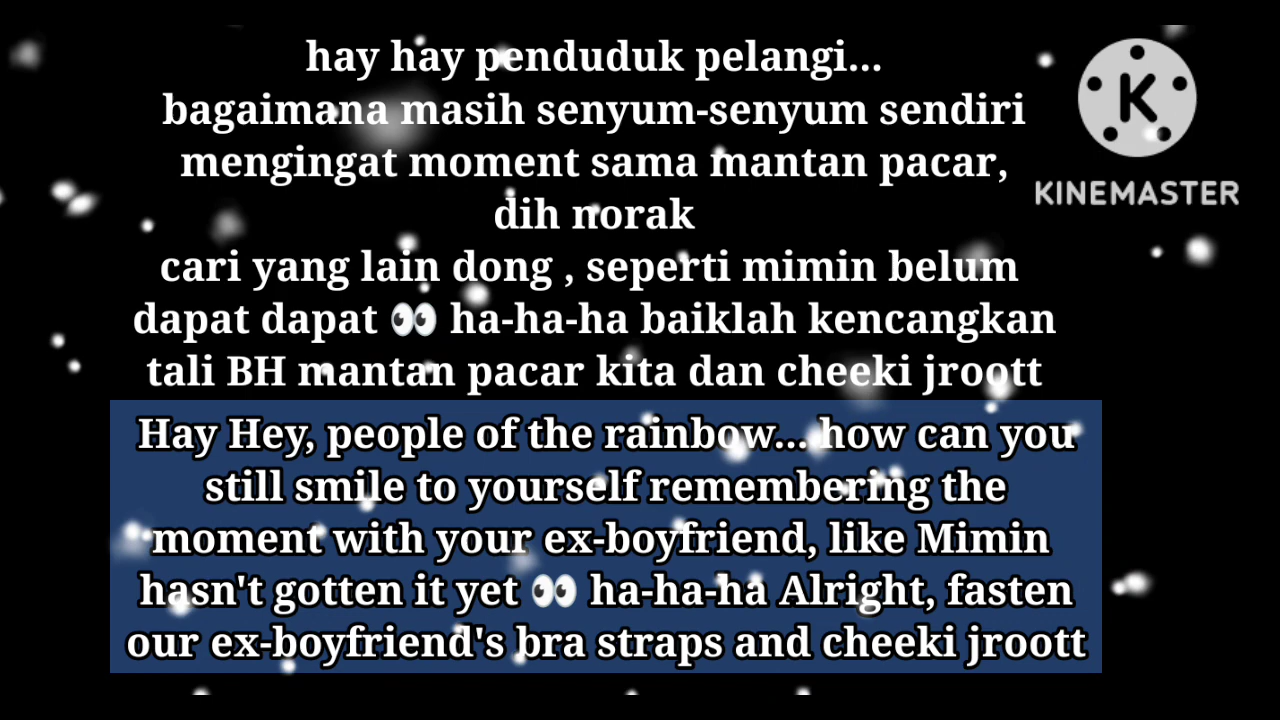 hay hay penduduk pelangi...
bagaimana masih senyum-senyum sendiri
mengingat moment sama mantan pacar,
dih norak
cari yang lain dong , seperti mimin belum
dapat dapat 👀 ha-ha-ha baiklah kencangkan
tali BH mantan pacar kita dan cheeki jroott
Hay Hey, people of the rainbow... how can you
still smile to yourself remembering the
moment with your ex-boyfriend, like Mimin
hasn't gotten it yet 👀 ha-ha-ha Alright, fasten
our ex-boyfriend's bra straps and cheeki jroott
K
KINEMASTER